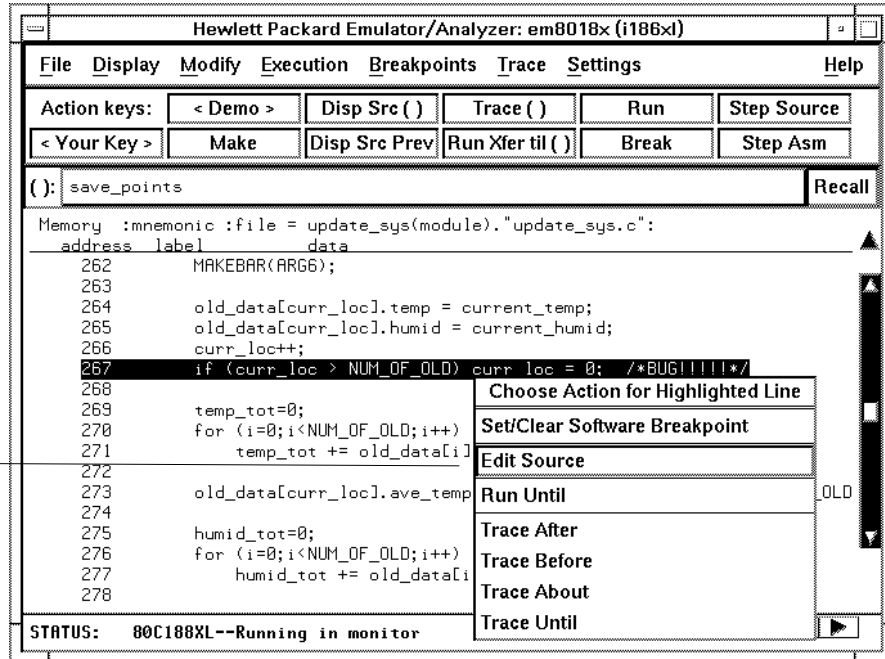 Hewlett Packard Emulator/Analyzer: em8018x (i186xl)
File Display Modify Execution Breakpoints Trace Settings Help
Action keys: < Demo > Disp Src ( ) Trace ( ) Run Step Source
< Your Key > Make Disp Src Prev Run Xfer til ( ) Break Step Asm
( ): save_points Recall
Memory :mnemonic :file = update_sys(module)."update_sys.c":
address label data
262 MAKEBAR(ARG6);
263
264 old_data[curr_loc].temp = current_temp;
265 old_data[curr_loc].humid = current_humid;
266 curr_loc++;
267 if (curr_loc > NUM_OF_OLD) curr_loc = 0; /*BUG!!!!!*/
268
269 temp_tot=0;
270 for (i=0;i<NUM_OF_OLD;i++)
271 temp_tot += old_data[i]
272
273 old_data[curr_loc].ave_temp _OLD
274
275 humid_tot=0;
276 for (i=0;i<NUM_OF_OLD;i++)
277 humid_tot += old_data[i
278
Choose Action for Highlighted Line
Set/Clear Software Breakpoint
Edit Source
Run Until
Trace After
Trace Before
Trace About
Trace Until
STATUS: 80C188XL--Running in monitor